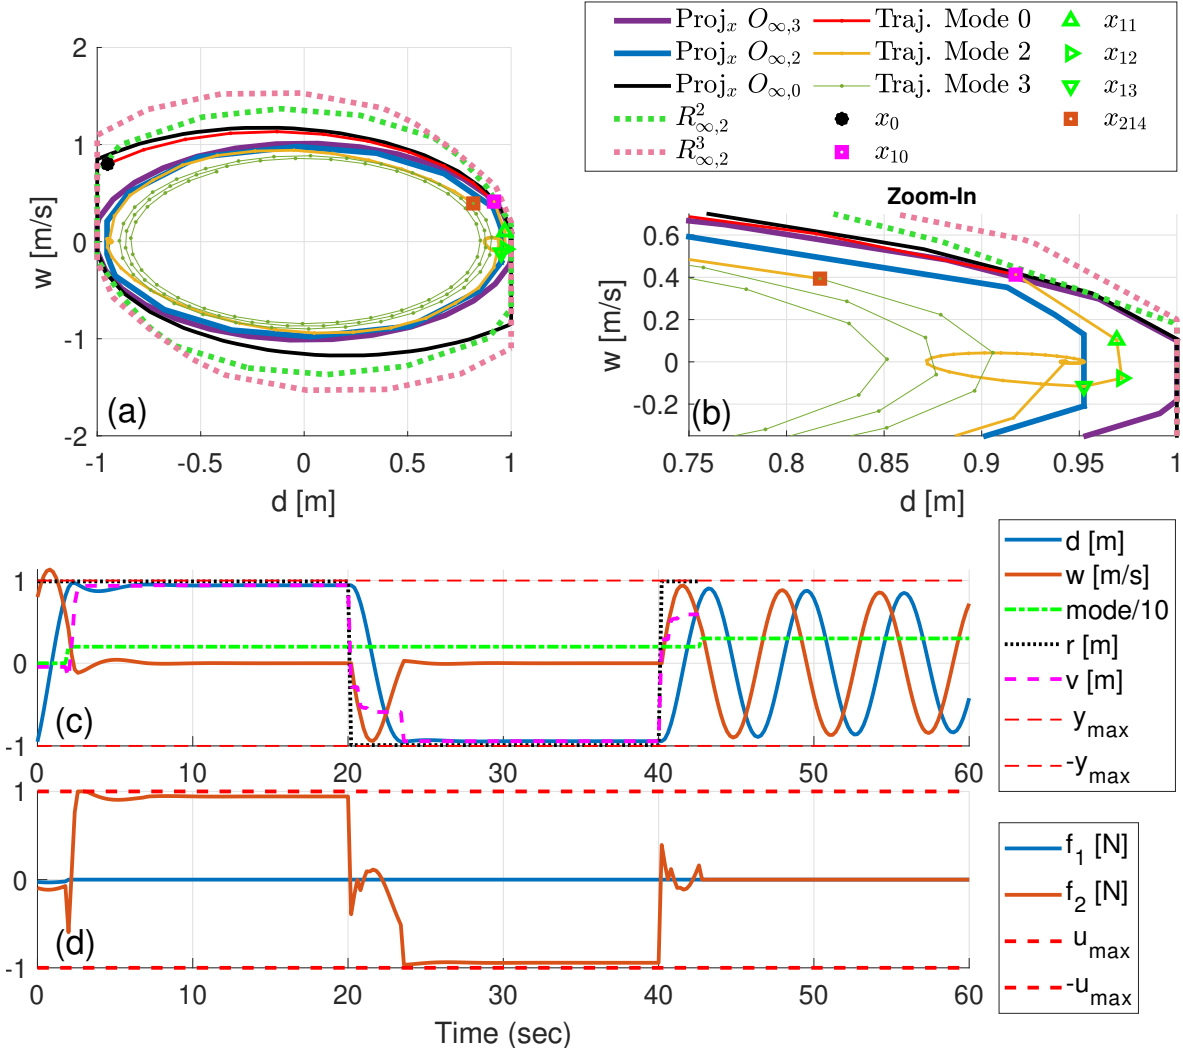 Proj_x O_∞,3
Traj. Mode 0
x_11
Proj_x O_∞,2
Traj. Mode 2
x_12
Proj_x O_∞,0
Traj. Mode 3
x_13
R^2_∞,2
x_0
x_214
R^3_∞,2
x_10
2
1
0
-1
-2
w [m/s]
(a)
-1
-0.5
0
0.5
1
d [m]
Zoom-In
0.6
0.4
0.2
0
-0.2
w [m/s]
(b)
0.75
0.8
0.85
0.9
0.95
1
d [m]
1
0
-1
(c)
0
10
20
30
40
50
60
d [m]
w [m/s]
mode/10
r [m]
v [m]
y_max
-y_max
1
0
-1
(d)
0
10
20
30
40
50
60
Time (sec)
f_1 [N]
f_2 [N]
u_max
-u_max